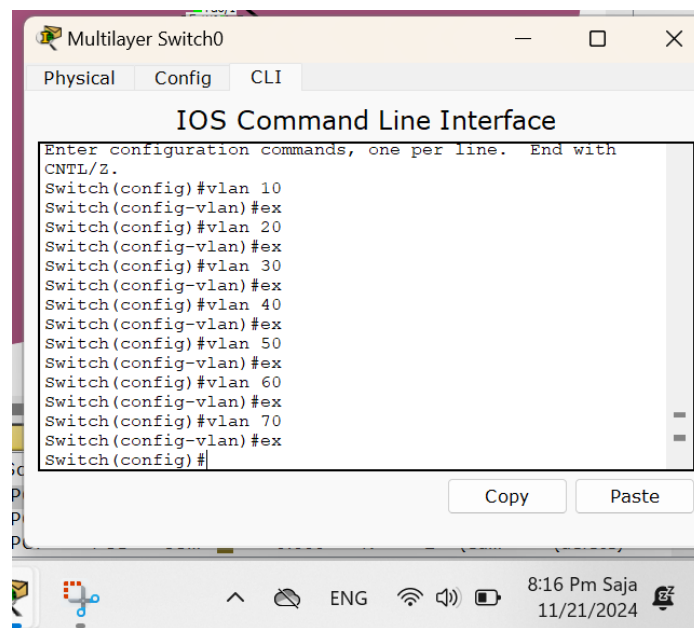 Multilayer Switch0
Physical Config CLI
IOS Command Line Interface
Enter configuration commands, one per line.  End with
CNTL/Z.
Switch(config)#vlan 10
Switch(config-vlan)#ex
Switch(config)#vlan 20
Switch(config-vlan)#ex
Switch(config)#vlan 30
Switch(config-vlan)#ex
Switch(config)#vlan 40
Switch(config-vlan)#ex
Switch(config)#vlan 50
Switch(config-vlan)#ex
Switch(config)#vlan 60
Switch(config-vlan)#ex
Switch(config)#vlan 70
Switch(config-vlan)#ex
Switch(config)#
Copy Paste
ENG
8:16 Pm Saja
11/21/2024